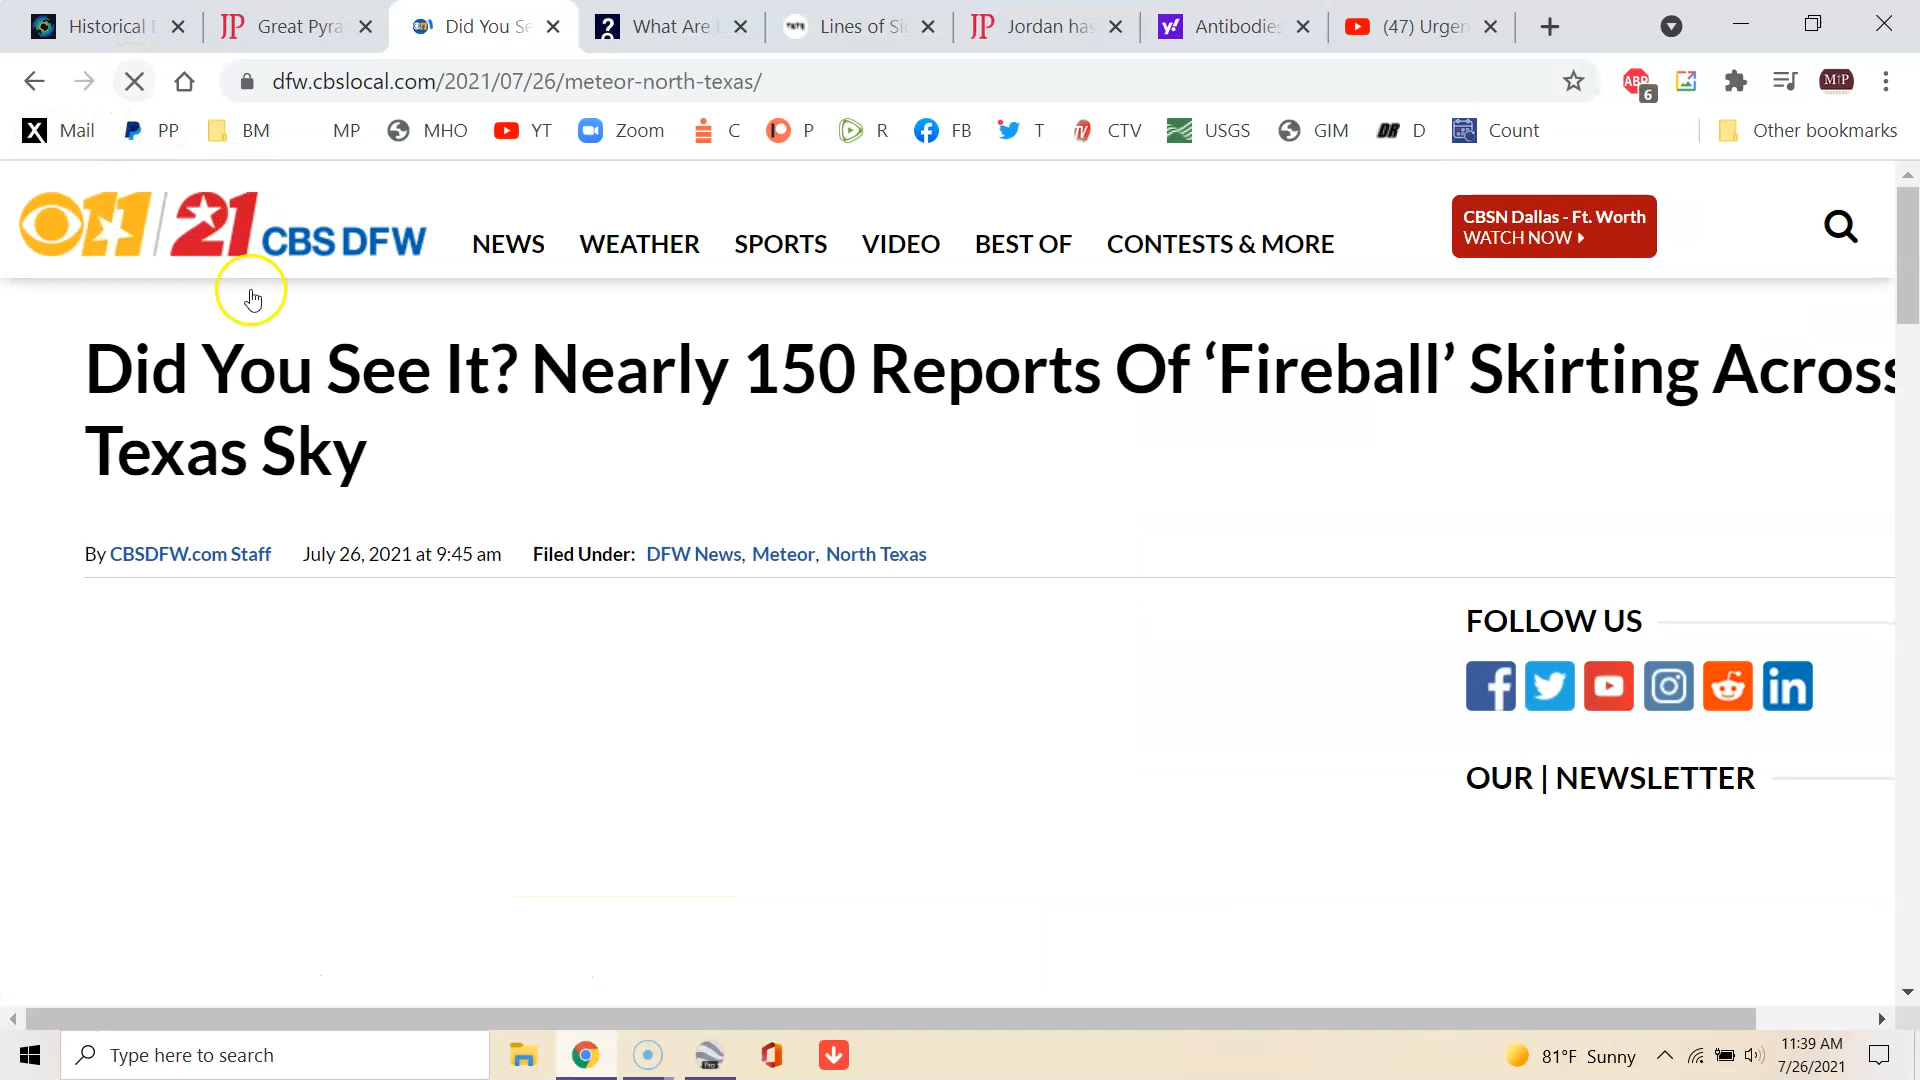 Historical E
Great Pyra
Did You Se
What Are L
Lines of Sig
Jordan has
Antibodies
(47) Urgen
dfw.cbslocal.com/2021/07/26/meteor-north-texas/
ABP
6
M↑P
Mail PP BM MP MHO YT Zoom C P R FB T CTV USGS GIM D Count Other bookmarks
11 / 21 CBS DFW
NEWS WEATHER SPORTS VIDEO BEST OF CONTESTS & MORE
CBSN Dallas - Ft. Worth
WATCH NOW
Did You See It? Nearly 150 Reports Of ‘Fireball’ Skirting Across
Texas Sky
By CBSDFW.com Staff July 26, 2021 at 9:45 am Filed Under: DFW News, Meteor, North Texas
FOLLOW US
OUR | NEWSLETTER
Type here to search
81°F Sunny
11:39 AM
7/26/2021